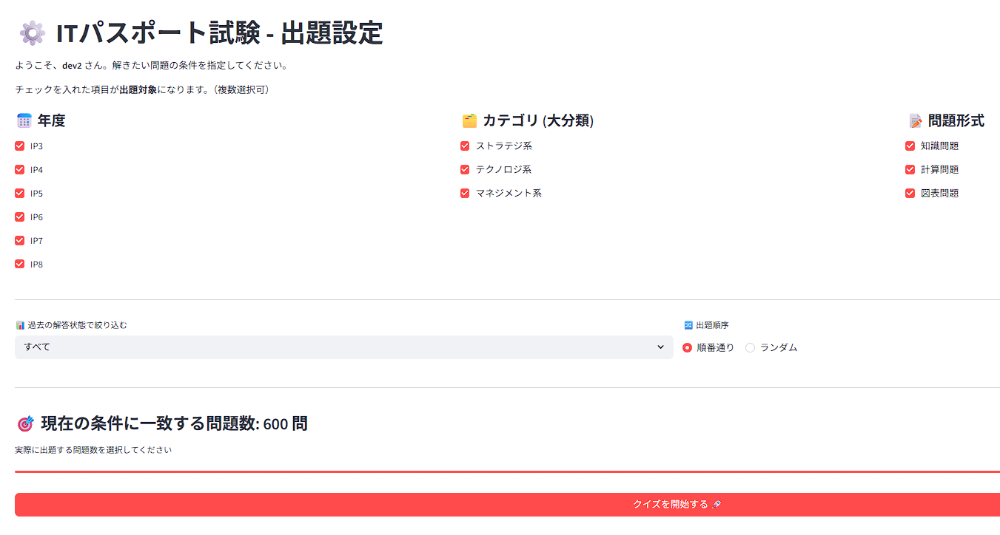 ITパスポート試験 - 出題設定
ようこそ、dev2 さん。解きたい問題の条件を指定してください。
チェックを入れた項目が出題対象になります。（複数選択可）
年度
IP3
IP4
IP5
IP6
IP7
IP8
カテゴリ (大分類)
ストラテジ系
テクノロジ系
マネジメント系
問題形式
知識問題
計算問題
図表問題
過去の解答状態で絞り込む
すべて
出題順序
順番通り ランダム
現在の条件に一致する問題数: 600 問
実際に出題する問題数を選択してください
クイズを開始する